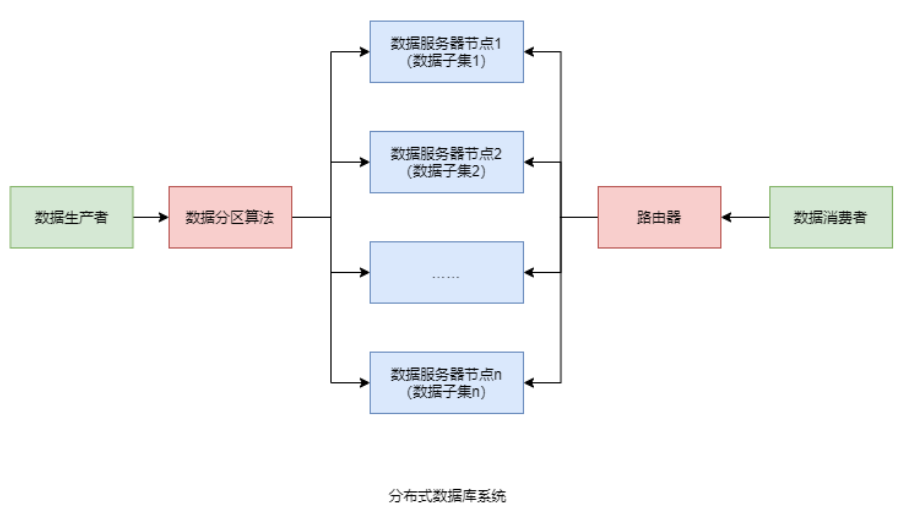 数据服务器节点1
（数据子集1）
数据服务器节点2
（数据子集2）
数据生产者
数据分区算法
路由器
数据消费者
……
数据服务器节点n
（数据子集n）
分布式数据库系统